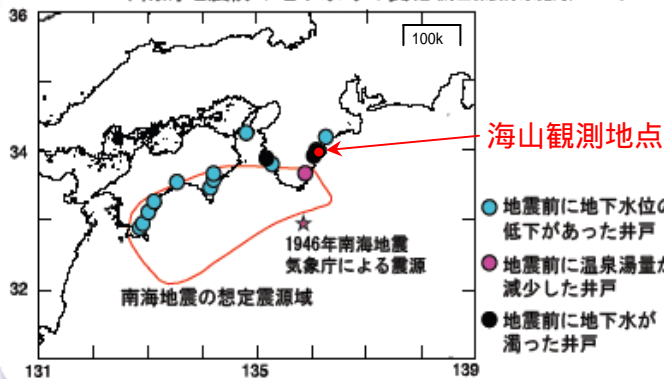 36
100k
海山観測地点
34
地震前に地下水位の
低下があった井戸
1946年南海地震
気象庁による震源
地震前に温泉湯量が
減少した井戸
32
南海地震の想定震源域
地震前に地下水が
濁った井戸
131
135
139